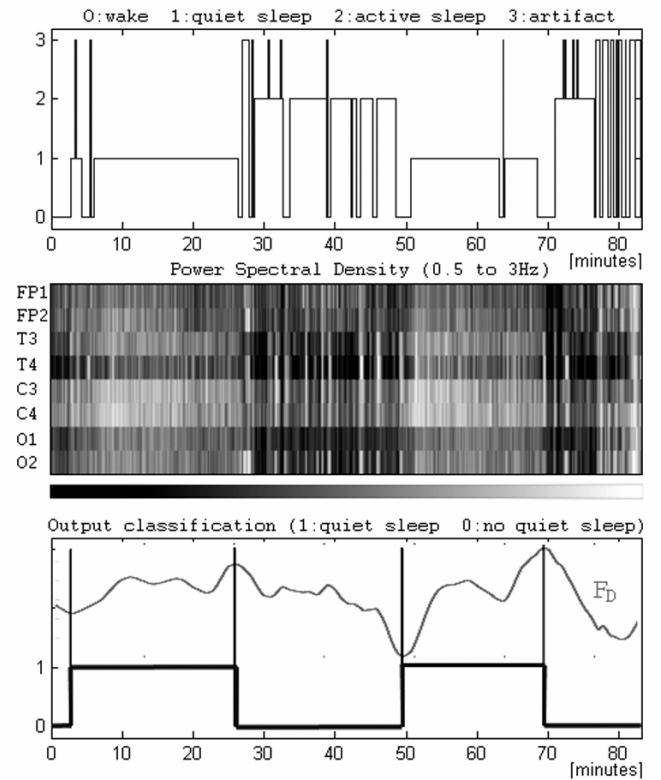 0:wake 1:quiet sleep 2:active sleep 3:artifact
3
2
1
0
0 10 20 30 40 50 60 70 80
[minutes]
Power Spectral Density (0.5 to 3Hz)
FP1
FP2
T3
T4
C3
C4
O1
O2
Output classification (1:quiet sleep 0:no quiet sleep)
FD
1
0
0 10 20 30 40 50 60 70 80
[minutes]